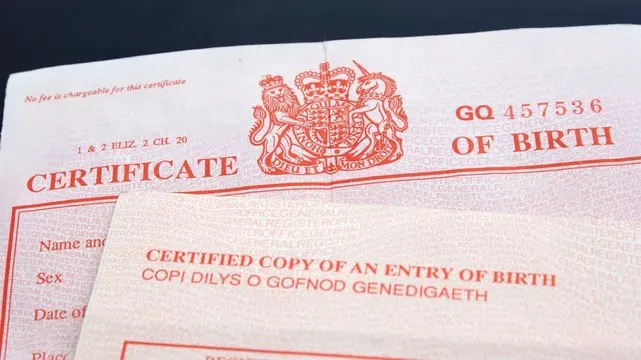 No fee is chargeable for this certificate
1 & 2 ELIZ. 2 CH. 20
GQ 457536
CERTIFICATE OF BIRTH
DIEU ET MON DROIT
Name and
Sex
Date of
Place
CERTIFIED COPY OF AN ENTRY OF BIRTH
COPI DILYS O GOFNOD GENEDIGAETH